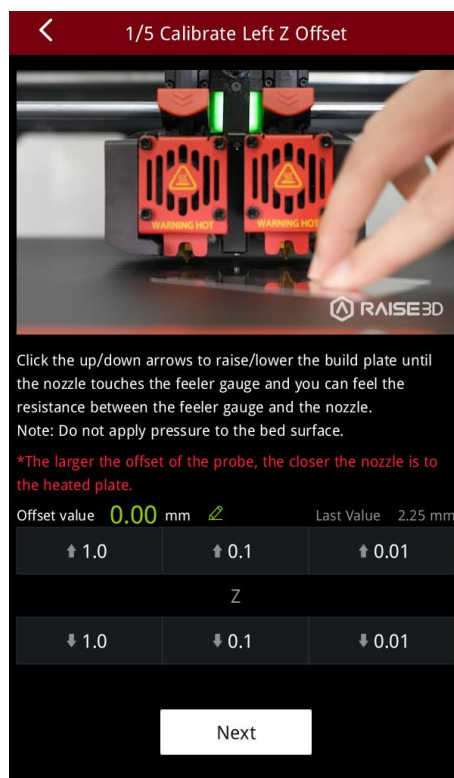 1/5 Calibrate Left Z Offset
WARNING HOT
WARNING HOT
RAISE3D
Click the up/down arrows to raise/lower the build plate until
the nozzle touches the feeler gauge and you can feel the
resistance between the feeler gauge and the nozzle.
Note: Do not apply pressure to the bed surface.
*The larger the offset of the probe, the closer the nozzle is to
the heated plate.
Offset value 0.00 mm Last Value 2.25 mm
1.0 0.1 0.01
Z
1.0 0.1 0.01
Next